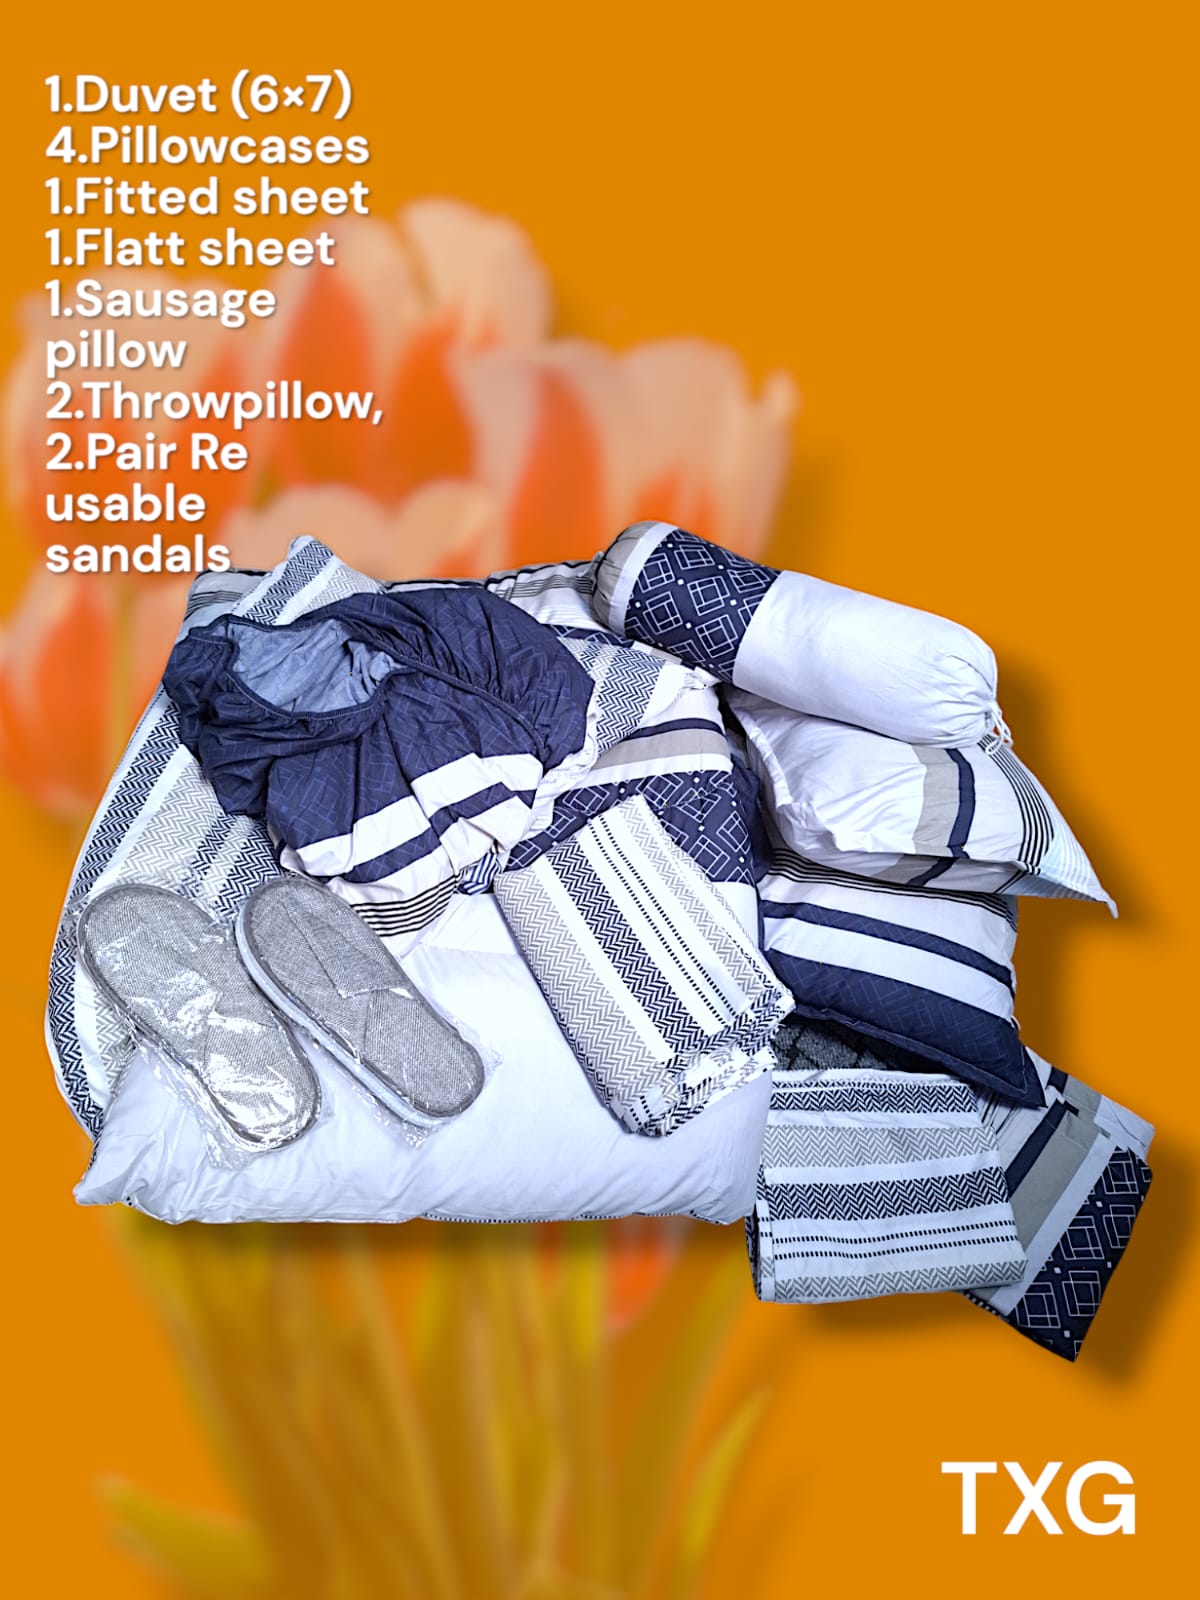 1.Duvet (6×7)
4.Pillowcases
1.Fitted sheet
1.Flatt sheet
1.Sausage
pillow
2.Throwpillow,
2.Pair Re
usable
sandals
TXG